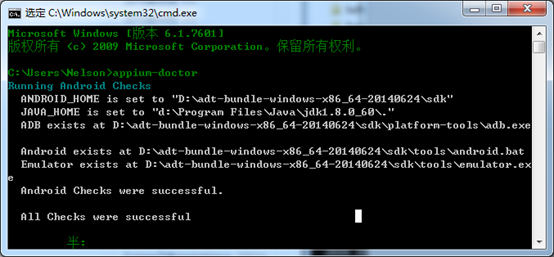 选定 C:\Windows\system32\cmd.exe
Microsoft Windows [版本 6.1.7601]
版权所有 <c> 2009 Microsoft Corporation。保留所有权利。
C:\Users\Nelson>appium-doctor
Running Android Checks
ANDROID_HOME is set to "D:\adt-bundle-windows-x86_64-20140624\sdk"
JAVA_HOME is set to "d:\Program Files\Java\jdk1.8.0_60\."
ADB exists at D:\adt-bundle-windows-x86_64-20140624\sdk\platform-tools\adb.exe
Android exists at D:\adt-bundle-windows-x86_64-20140624\sdk\tools\android.bat
Emulator exists at D:\adt-bundle-windows-x86_64-20140624\sdk\tools\emulator.ex
e
Android Checks were successful.
All Checks were successful
半: